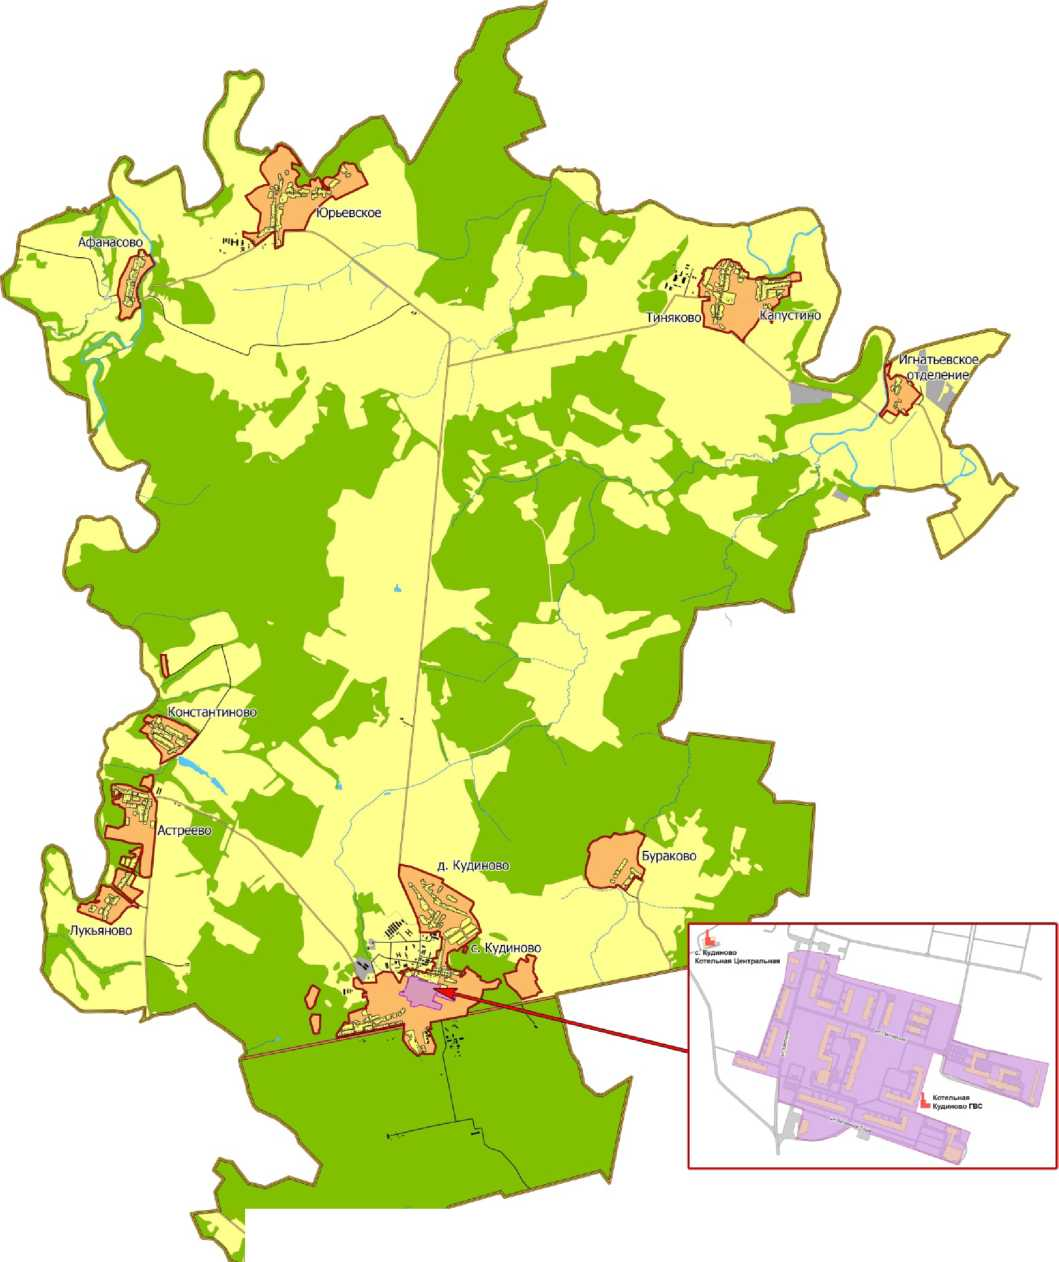 Юрьевское
Афанасово
Тиняково
Капустино
Игнатьевское
отделение
Константиново
Астреево
Лукьяново
Бураково
д. Кудиново
с. Кудиново
с. Кудиново
Котельная Центральная
Котельная
Кудиново ГВС